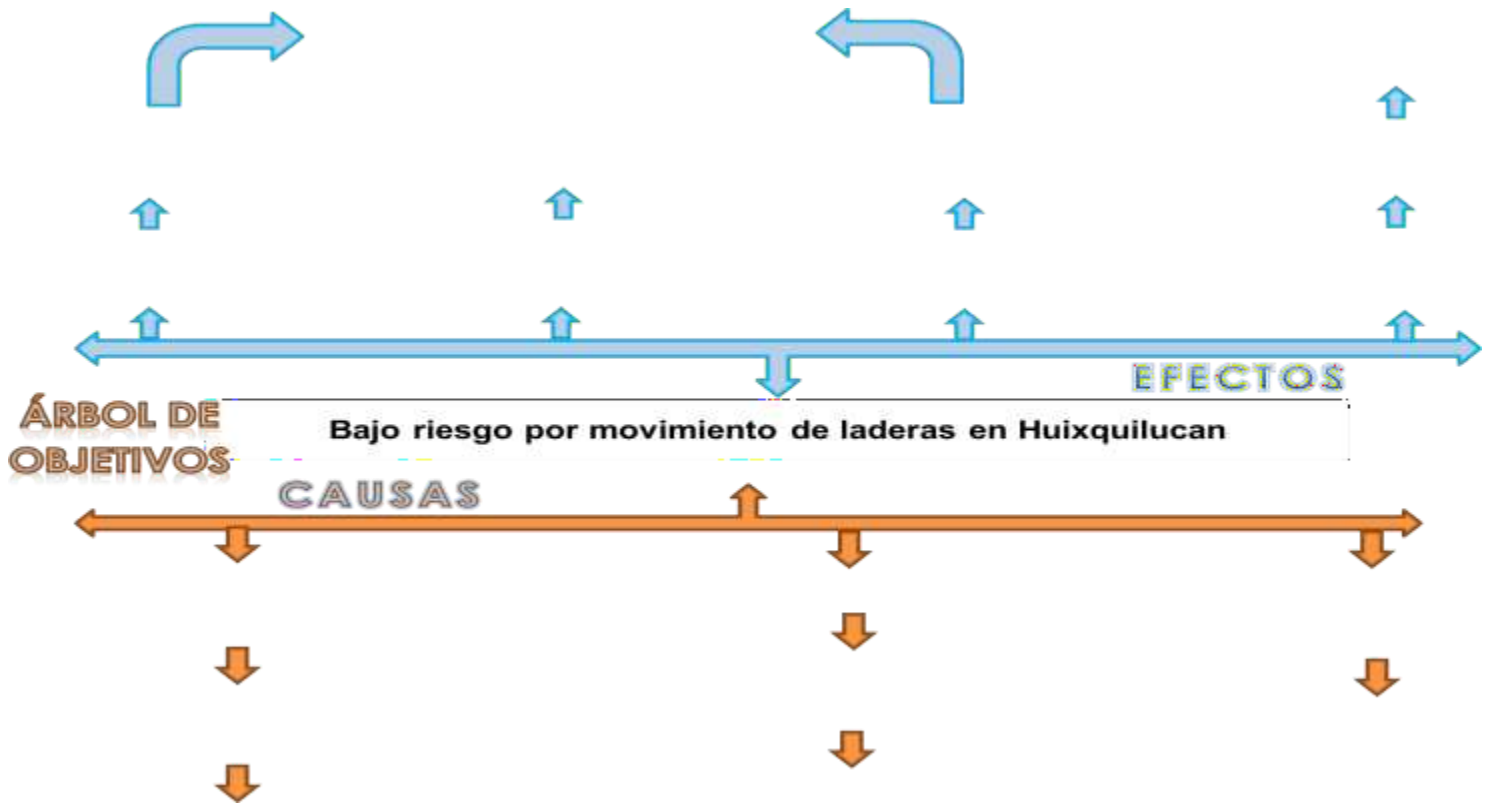 EFECTOS
ÁRBOL DE
OBJETIVOS
Bajo riesgo por movimiento de laderas en Huixquilucan
CAUSAS